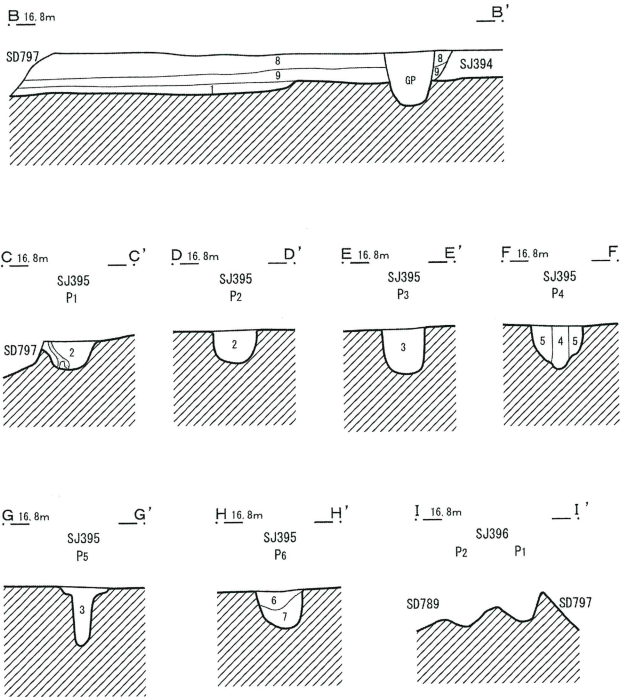 B 16.8m B'
SD797 8 9 1 GP 8 9 SJ394
C 16.8m C' D 16.8m D' E 16.8m E' F 16.8m F
SJ395 SJ395 SJ395 SJ395
P1 P2 P3 P4
SD797 2 2 3 5 4 5
G 16.8m G' H 16.8m H' I 16.8m I'
SJ395 SJ395 SJ396
P5 P6 P2 P1
3 6 7 SD789 SD797